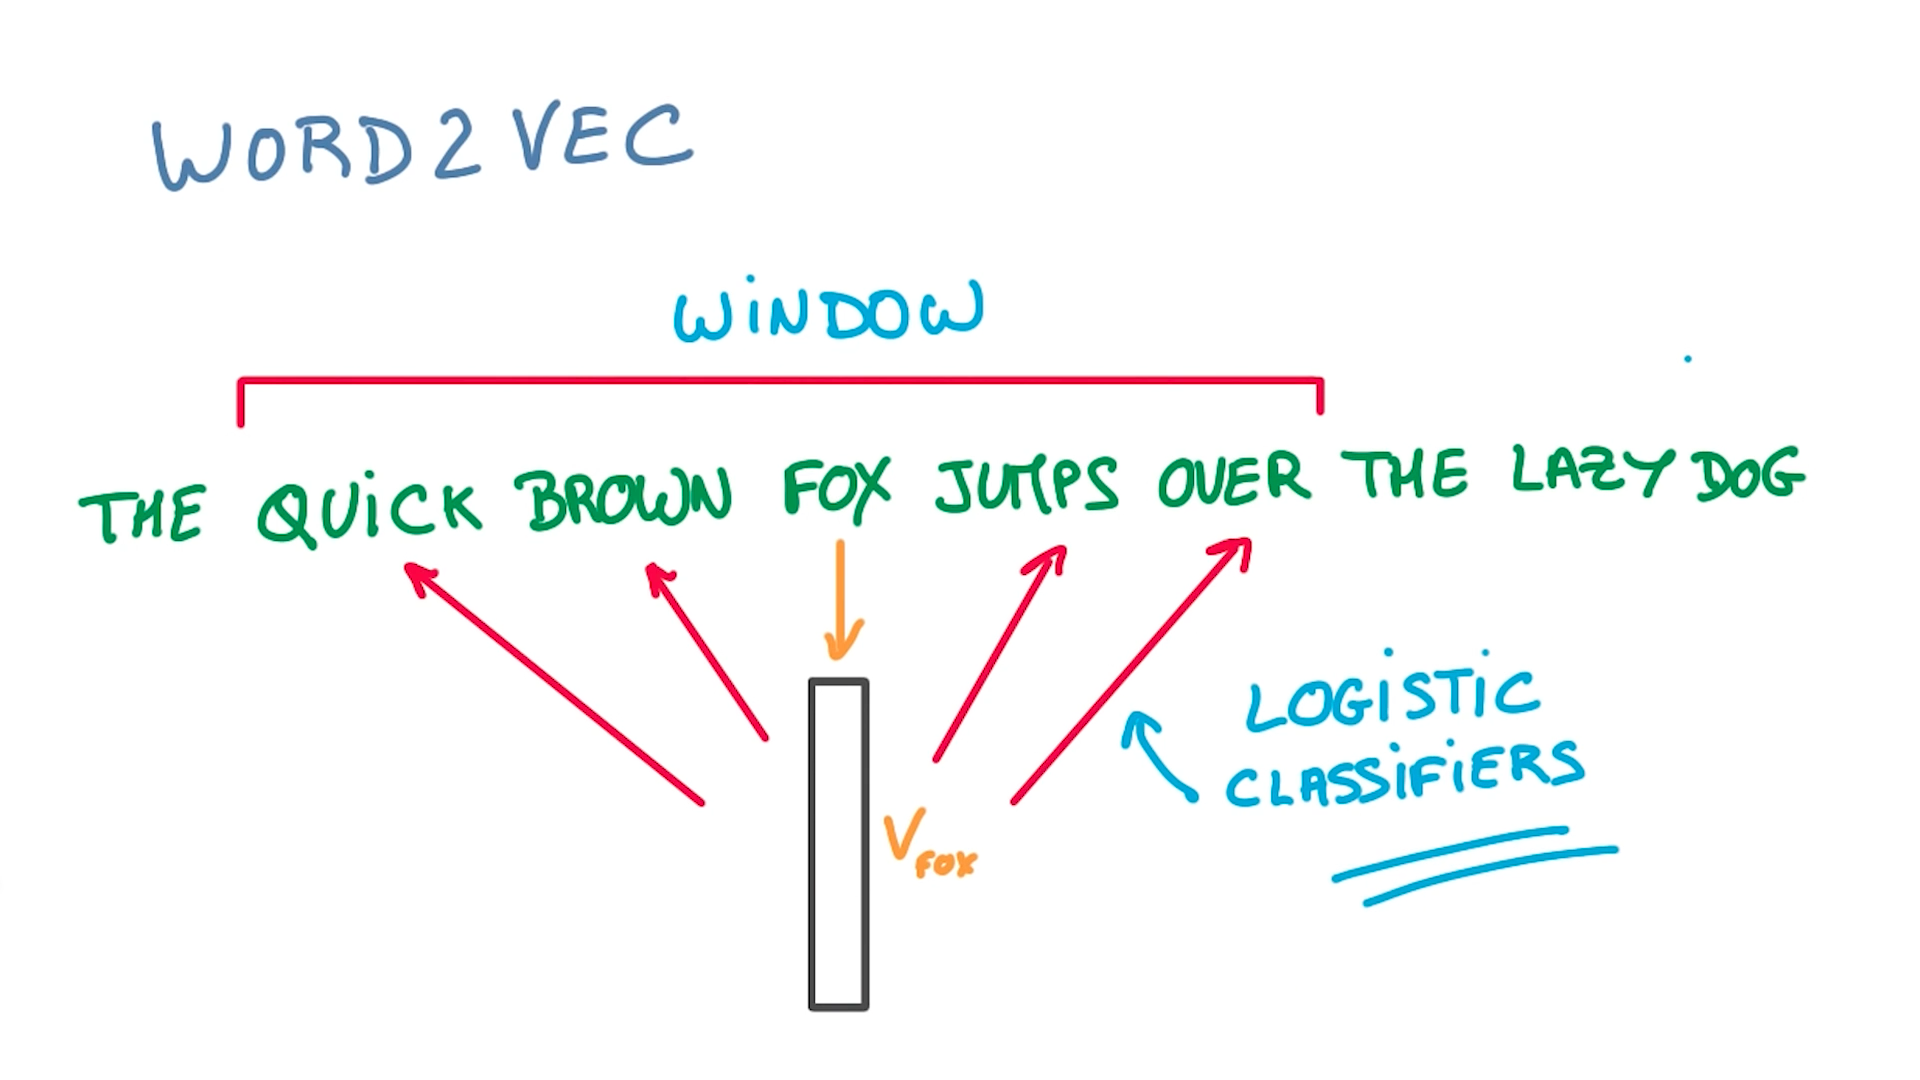 WORD2VEC
WiNDOW
THE QUiCK BROWN FOX JUMPS OVER THE LAZY DOG
LOGiSTiC
CLASSiFiERS
VFOX